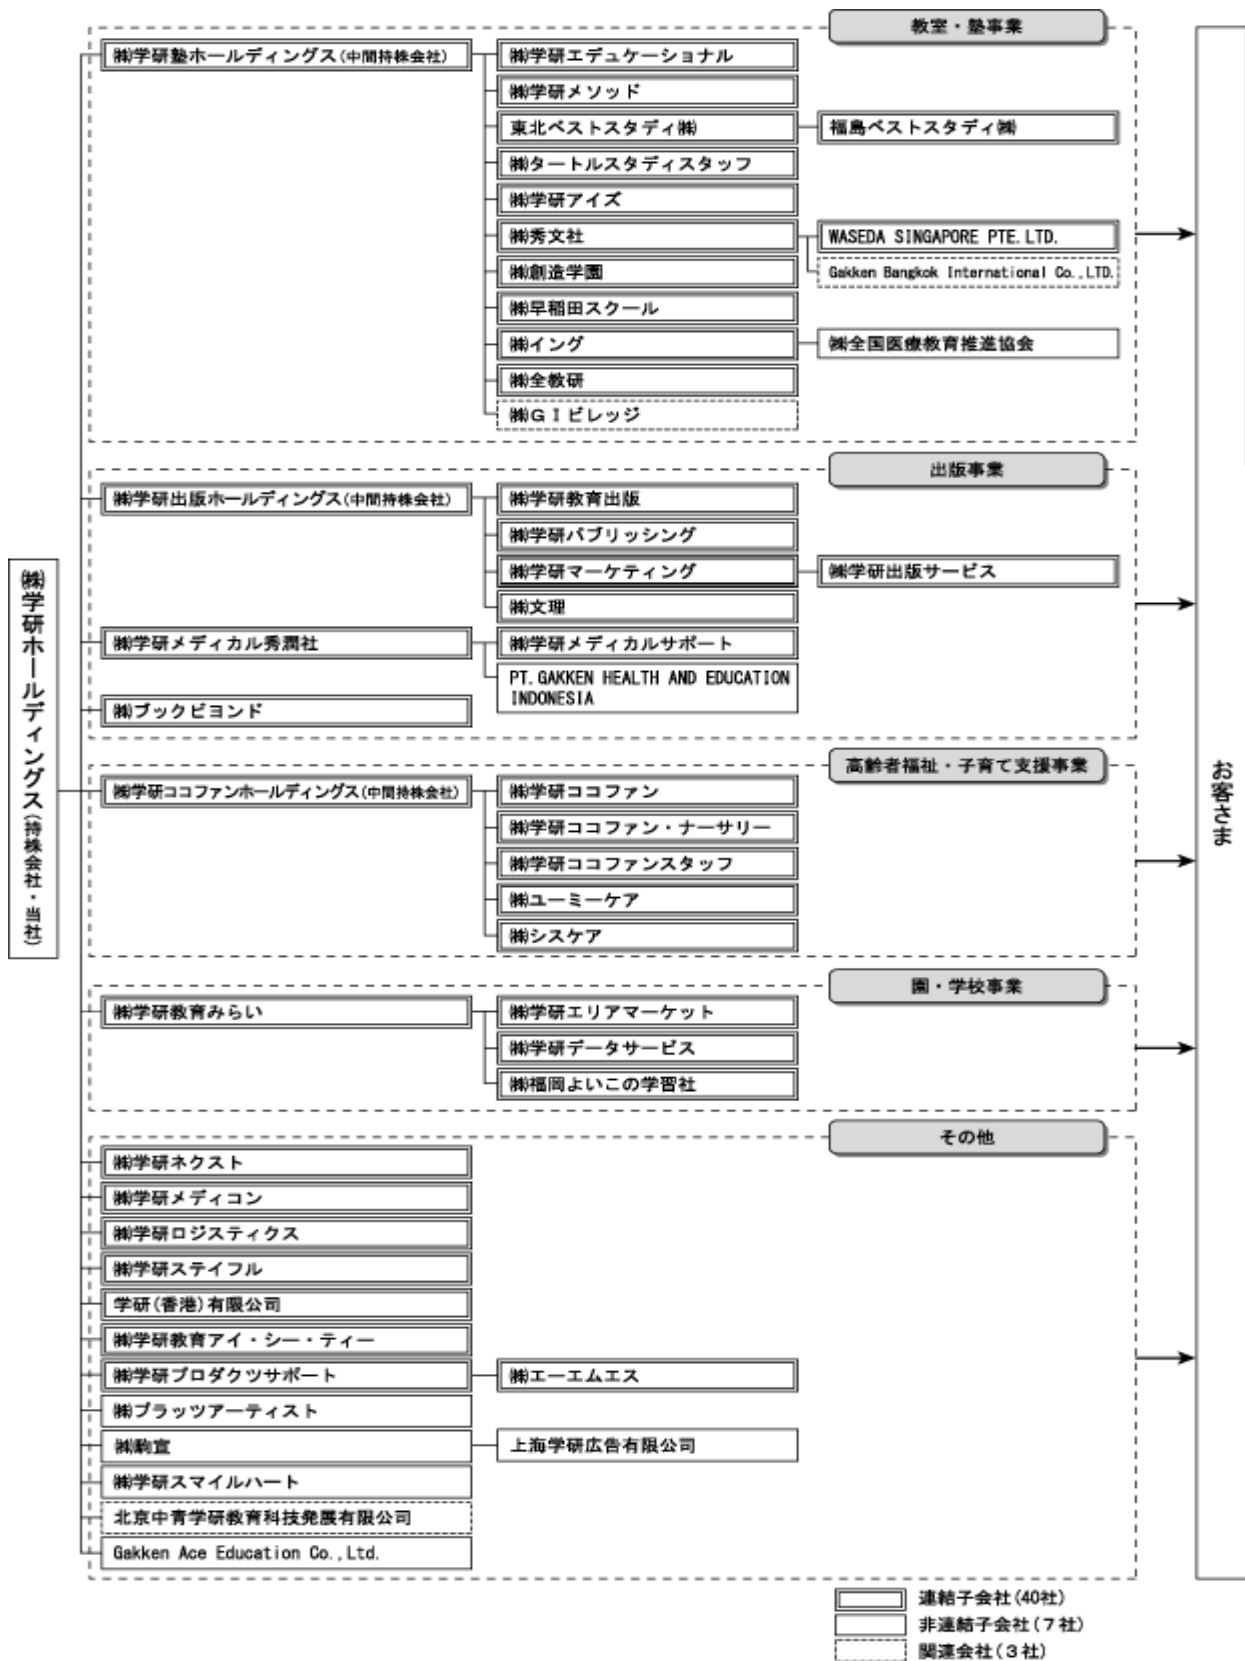 教室・塾事業
㈱学研塾ホールディングス(中間持株会社)
㈱学研エデュケーショナル
㈱学研メソッド
東北ベストスタディ㈱
福島ベストスタディ㈱
㈱タートルスタディスタッフ
㈱学研アイズ
㈱秀文社
WASEDA SINGAPORE PTE.LTD.
Gakken Bangkok International Co.,LTD.
㈱創造学園
㈱早稲田スクール
㈱イング
㈱全国医療教育推進協会
㈱全教研
㈱GIビレッジ
出版事業
㈱学研出版ホールディングス(中間持株会社)
㈱学研教育出版
㈱学研パブリッシング
㈱学研マーケティング
㈱学研出版サービス
㈱文理
㈱学研メディカル秀潤社
㈱学研メディカルサポート
PT.GAKKEN HEALTH AND EDUCATION
INDONESIA
㈱ブックビヨンド
㈱学研ホールディングス(持株会社・当社)
お客さま
高齢者福祉・子育て支援事業
㈱学研ココファンホールディングス(中間持株会社)
㈱学研ココファン
㈱学研ココファン・ナーサリー
㈱学研ココファンスタッフ
㈱ユーミーケア
㈱シスケア
園・学校事業
㈱学研教育みらい
㈱学研エリアマーケット
㈱学研データサービス
㈱福岡よいこの学習社
その他
㈱学研ネクスト
㈱学研メディコン
㈱学研ロジスティクス
㈱学研ステイフル
学研(香港)有限公司
㈱学研教育アイ・シー・ティー
㈱学研プロダクツサポート
㈱エーエムエス
㈱ブラッツアーティスト
㈱駒宣
上海学研広告有限公司
㈱学研スマイルハート
北京中青学研教育科技発展有限公司
Gakken Ace Education Co.,Ltd.
連結子会社(40社)
非連結子会社(7社)
関連会社(3社)